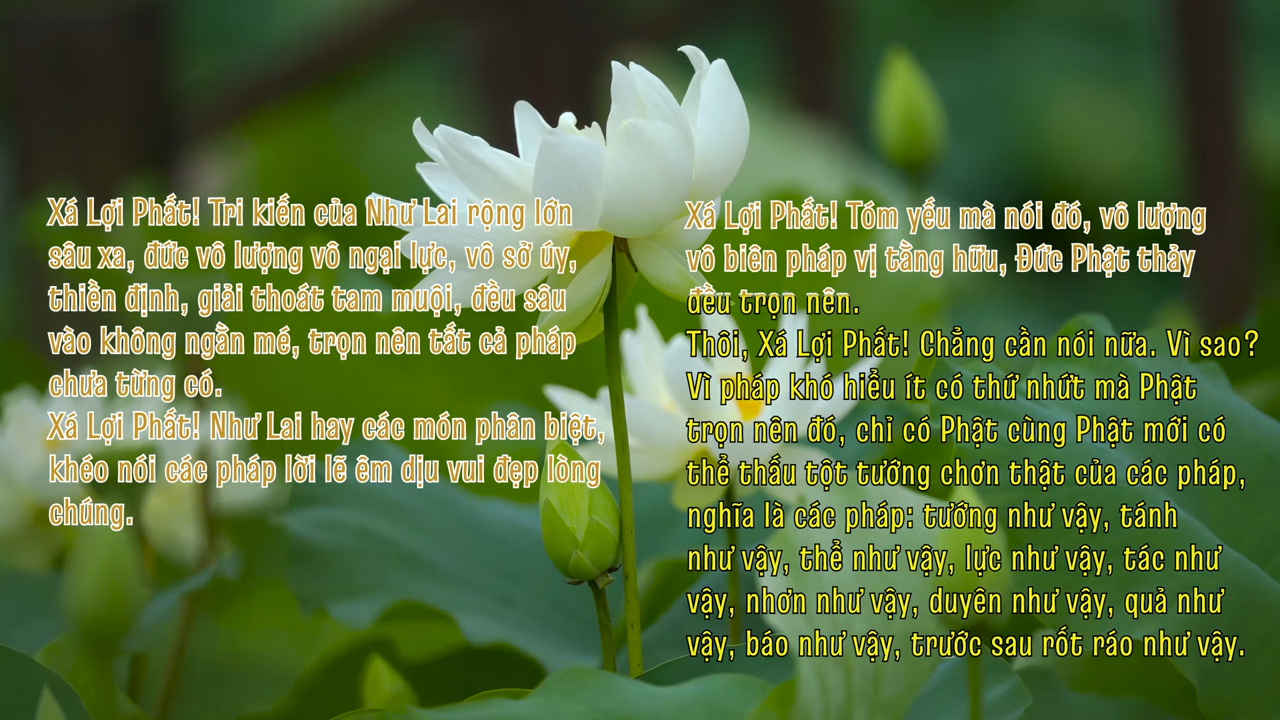 Xá Lợi Phất! Tri kiến của Như Lai rộng lớn
sâu xa, đức vô lượng vô ngại lực, vô sở úy,
thiền định, giải thoát tam muội, đều sâu
vào không ngằn mé, trọn nên tất cả pháp
chưa từng có.
Xá Lợi Phất! Như Lai hay các món phân biệt,
khéo nói các pháp lời lẽ êm dịu vui đẹp lòng
chúng.
Xá Lợi Phất! Tóm yếu mà nói đó, vô lượng
vô biên pháp vị tằng hữu, Đức Phật thảy
đều trọn nên.
Thôi, Xá Lợi Phất! Chẳng cần nói nữa. Vì sao?
Vì pháp khó hiểu ít có thứ nhứt mà Phật
trọn nên đó, chỉ có Phật cùng Phật mới có
thể thấu tột tướng chơn thật của các pháp,
nghĩa là các pháp: tướng như vậy, tánh
như vậy, thể như vậy, lực như vậy, tác như
vậy, nhơn như vậy, duyên như vậy, quả như
vậy, báo như vậy, trước sau rốt ráo như vậy.